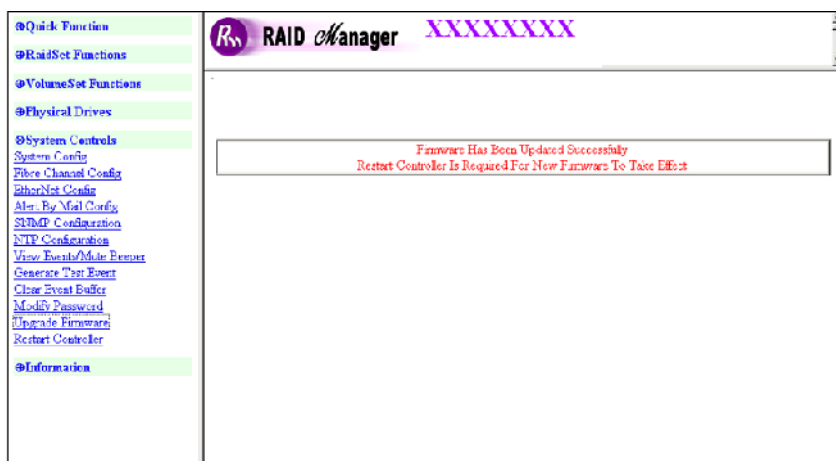 Quick Function
RaidSet Functions
VolumeSet Functions
Physical Drives
System Controls
System Config
Fibre Channel Config
EtherNet Config
Alert By Mail Config
SNMP Configuration
NTP Configuration
View Events/Mute Beeper
Generate Test Event
Clear Event Buffer
Modify Password
Upgrade Firmware
Restart Controller
Information
RAID Manager
XXXXXXXX
Firmware Has Been Updated Successfully
Restart Controller Is Required For New Firmware To Take Effect